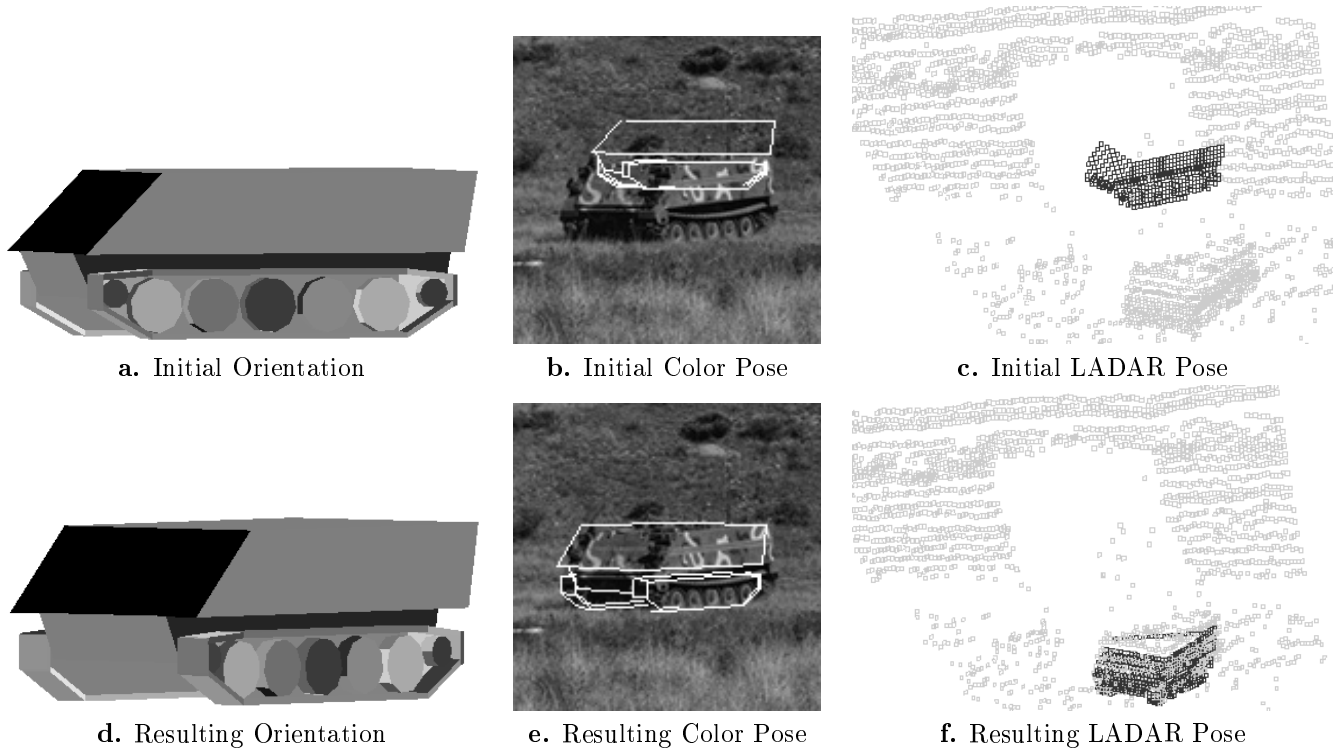 a. Initial Orientation
b. Initial Color Pose
c. Initial LADAR Pose
d. Resulting Orientation
e. Resulting Color Pose
f. Resulting LADAR Pose